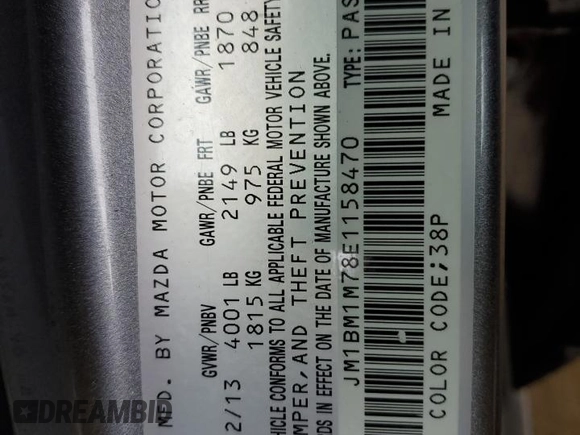 MFD. BY MAZDA MOTOR CORPORATIO
GVWR/PNBV GAWR/PNBE FRT GAWR/PNBE RR
2/13 4001 LB 2149 LB 1870
1815 KG 975 KG 848
HICLE CONFORMS TO ALL APPLICABLE FEDERAL MOTOR VEHICLE SAFETY
MPER, AND THEFT PREVENTION
DS IN EFFECT ON THE DATE OF MANUFACTURE SHOWN ABOVE.
JM1BM1M78E1158470 TYPE: PAS
COLOR CODE;38P MADE IN
DREAMBID